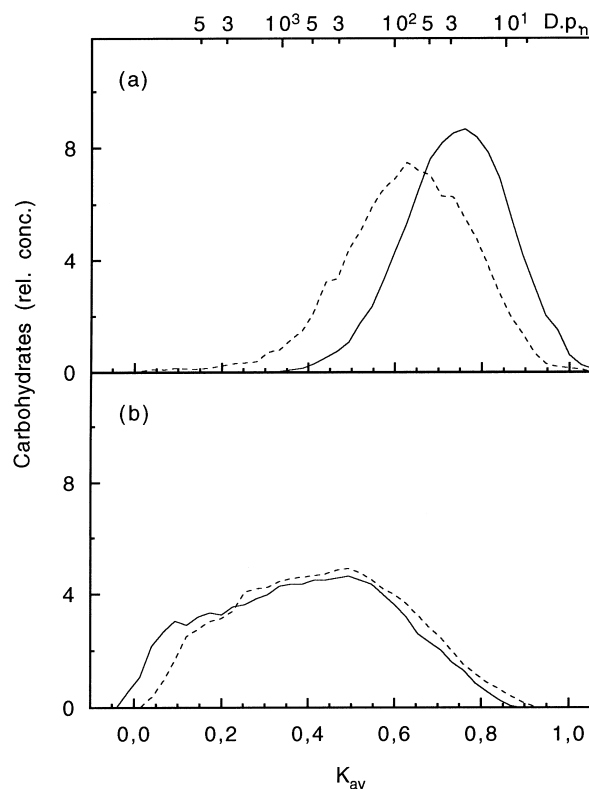 5 3 10³ 5 3 10² 5 3 10¹ D.pₙ
(a)
8
4
0
Carbohydrates (rel. conc.)
(b)
8
4
0
0,0 0,2 0,4 0,6 0,8 1,0
Kav